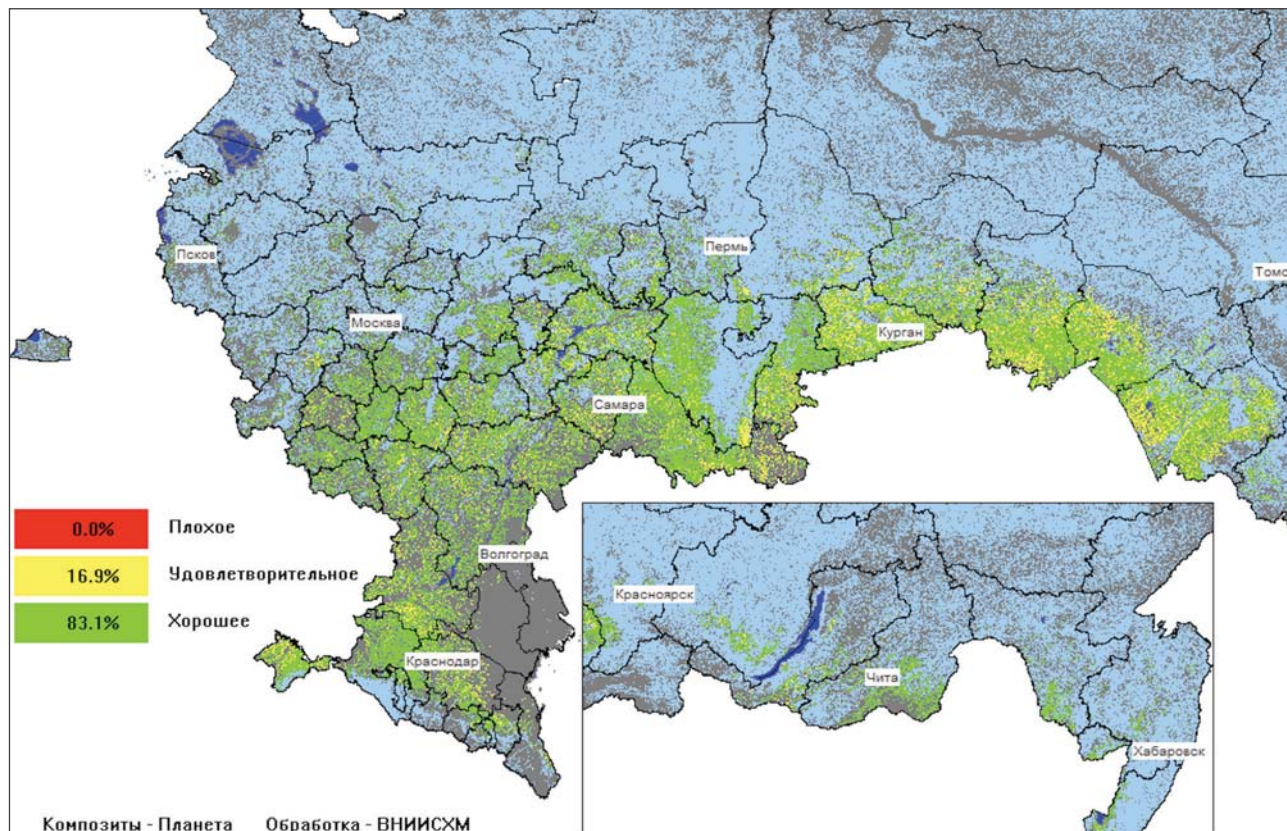 Псков
Пермь
Томс
Москва
Курган
Самара
0.0% Плохое
16.9% Удовлетворительное
83.1% Хорошее
Волгоград
Краснодар
Красноярск
Чита
Хабаровск
Композиты - Планета Обработка - ВНИИСХМ